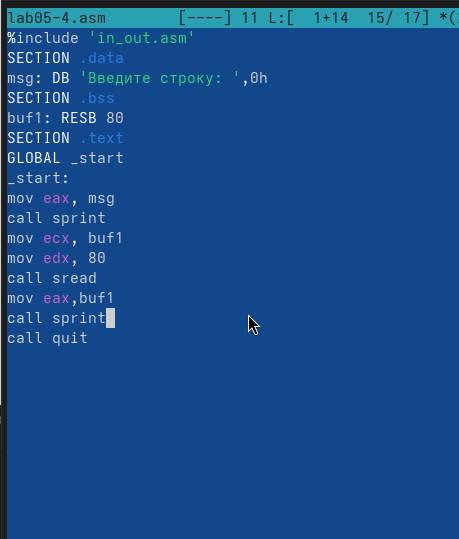 lab05-4.asm [----] 11 L:[ 1+14 15/ 17] *(
%include 'in_out.asm'
SECTION .data
msg: DB 'Введите строку: ',0h
SECTION .bss
buf1: RESB 80
SECTION .text
GLOBAL _start
_start:
mov eax, msg
call sprint
mov ecx, buf1
mov edx, 80
call sread
mov eax,buf1
call sprint
call quit